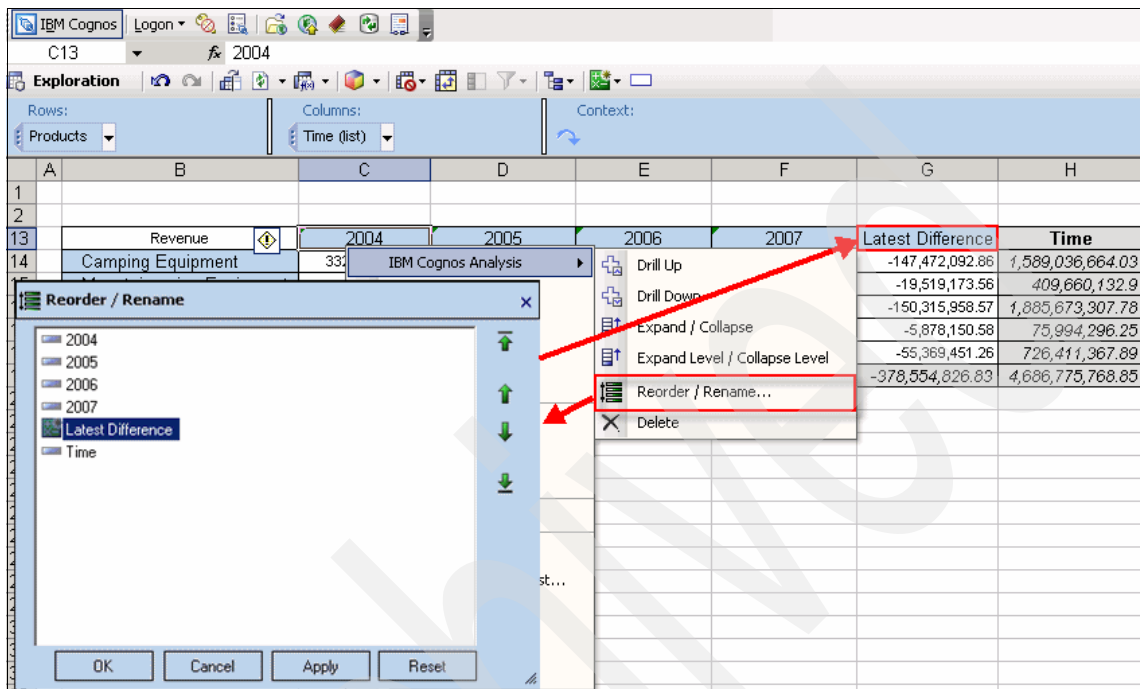 IBM Cognos Logon
C13 fx 2004
Exploration
Rows: Columns: Context:
Products Time (list)
A B C D E F G H
1
2
13 Revenue 2004 2005 2006 2007 Latest Difference Time
14 Camping Equipment 332 IBM Cognos Analysis Drill Up -147,472,092.86 1,589,036,664.03
Drill Down -19,519,173.56 409,660,132.9
Reorder / Rename Expand / Collapse -150,315,958.57 1,885,673,307.78
2004 -5,878,150.58 75,994,296.25
2005 Expand Level / Collapse Level -55,369,451.26 726,411,367.89
2006 Reorder / Rename... -378,554,826.83 4,686,775,768.85
2007
Latest Difference Delete
Time
st...
OK Cancel Apply Reset
hived